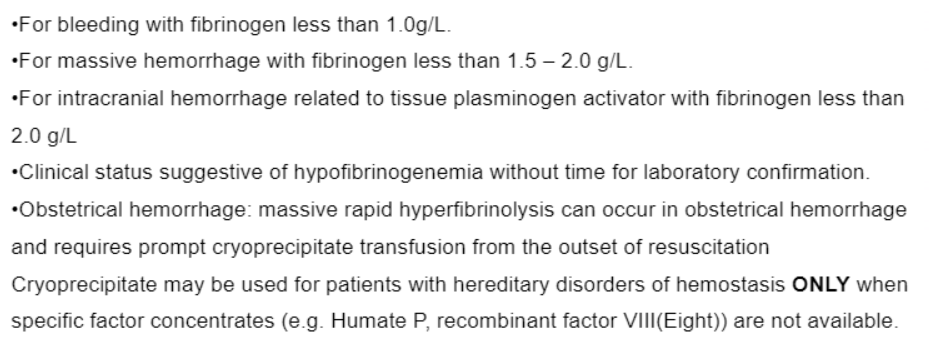 •For bleeding with fibrinogen less than 1.0g/L.
•For massive hemorrhage with fibrinogen less than 1.5 – 2.0 g/L.
•For intracranial hemorrhage related to tissue plasminogen activator with fibrinogen less than
2.0 g/L
•Clinical status suggestive of hypofibrinogenemia without time for laboratory confirmation.
•Obstetrical hemorrhage: massive rapid hyperfibrinolysis can occur in obstetrical hemorrhage
and requires prompt cryoprecipitate transfusion from the outset of resuscitation
Cryoprecipitate may be used for patients with hereditary disorders of hemostasis ONLY when
specific factor concentrates (e.g. Humate P, recombinant factor VIII(Eight)) are not available.